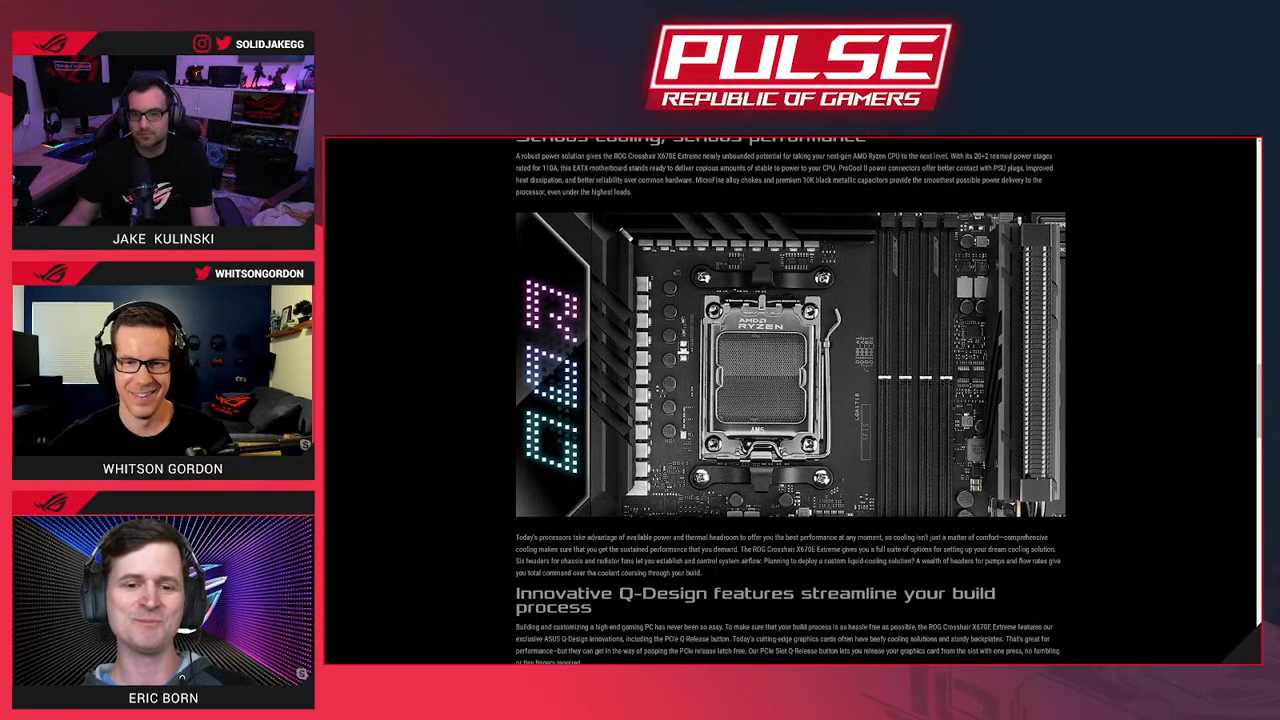 PULSE
REPUBLIC OF GAMERS
SOLIDJAKEGG
JAKE KULINSKI
WHITSONGORDON
WHITSON GORDON
ERIC BORN
Serious cooling, serious performance
A robust power solution gives the ROG Crosshair X670E Extreme nearly unbounded potential for taking your next-gen AMD Ryzen CPU to the next level. With its 20+2 teamed power stages
rated for 110A, this EATX motherboard stands ready to deliver copious amounts of stable to power to your CPU. ProCool II power connectors offer better contact with PSU plugs, improved
heat dissipation, and better reliability over common hardware. MicroFine alloy chokes and premium 10K black metallic capacitors provide the smoothest possible power delivery to the
processor, even under the highest loads.
AMD
RYZEN
AM5
LGA1718
Today's processors take advantage of available power and thermal headroom to offer you the best performance at any moment, so cooling isn't just a matter of comfort—comprehensive
cooling makes sure that you get the sustained performance that you demand. The ROG Crosshair X670E Extreme gives you a full suite of options for setting up your dream cooling solution.
Six headers for chassis and radiator fans let you establish and control system airflow. Planning to deploy a custom liquid-cooling solution? A wealth of headers for pumps and flow rates give
you total command over the coolant coursing through your build.
Innovative Q-Design features streamline your build
process
Building and customizing a high-end gaming PC has never been so easy. To make sure that your build process is as hassle-free as possible, the ROG Crosshair X670E Extreme features our
exclusive ASUS Q-Design innovations, including the PCIe Q-Release button. Today's cutting-edge graphics cards often have beefy cooling solutions and sturdy backplates. That's great for
performance—but they can get in the way of popping the PCIe release latch free. Our PCIe Slot Q-Release button lets you release your graphics card from the slot with one press, no fumbling
or tiny fingers required.